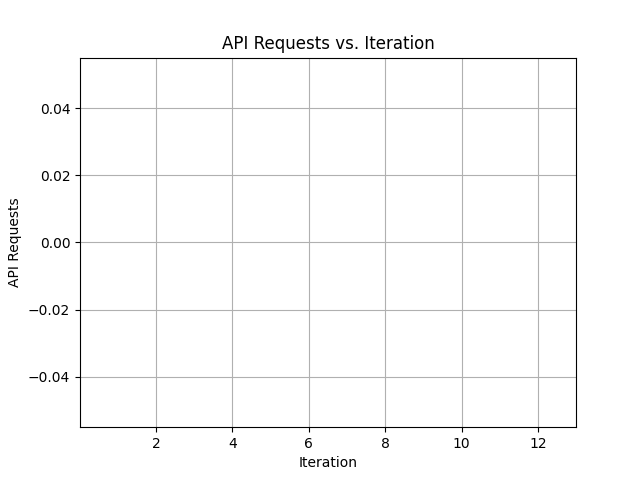 API Requests vs. Iteration
0.04
0.02
0.00
−0.02
−0.04
API Requests
2 4 6 8 10 12
Iteration